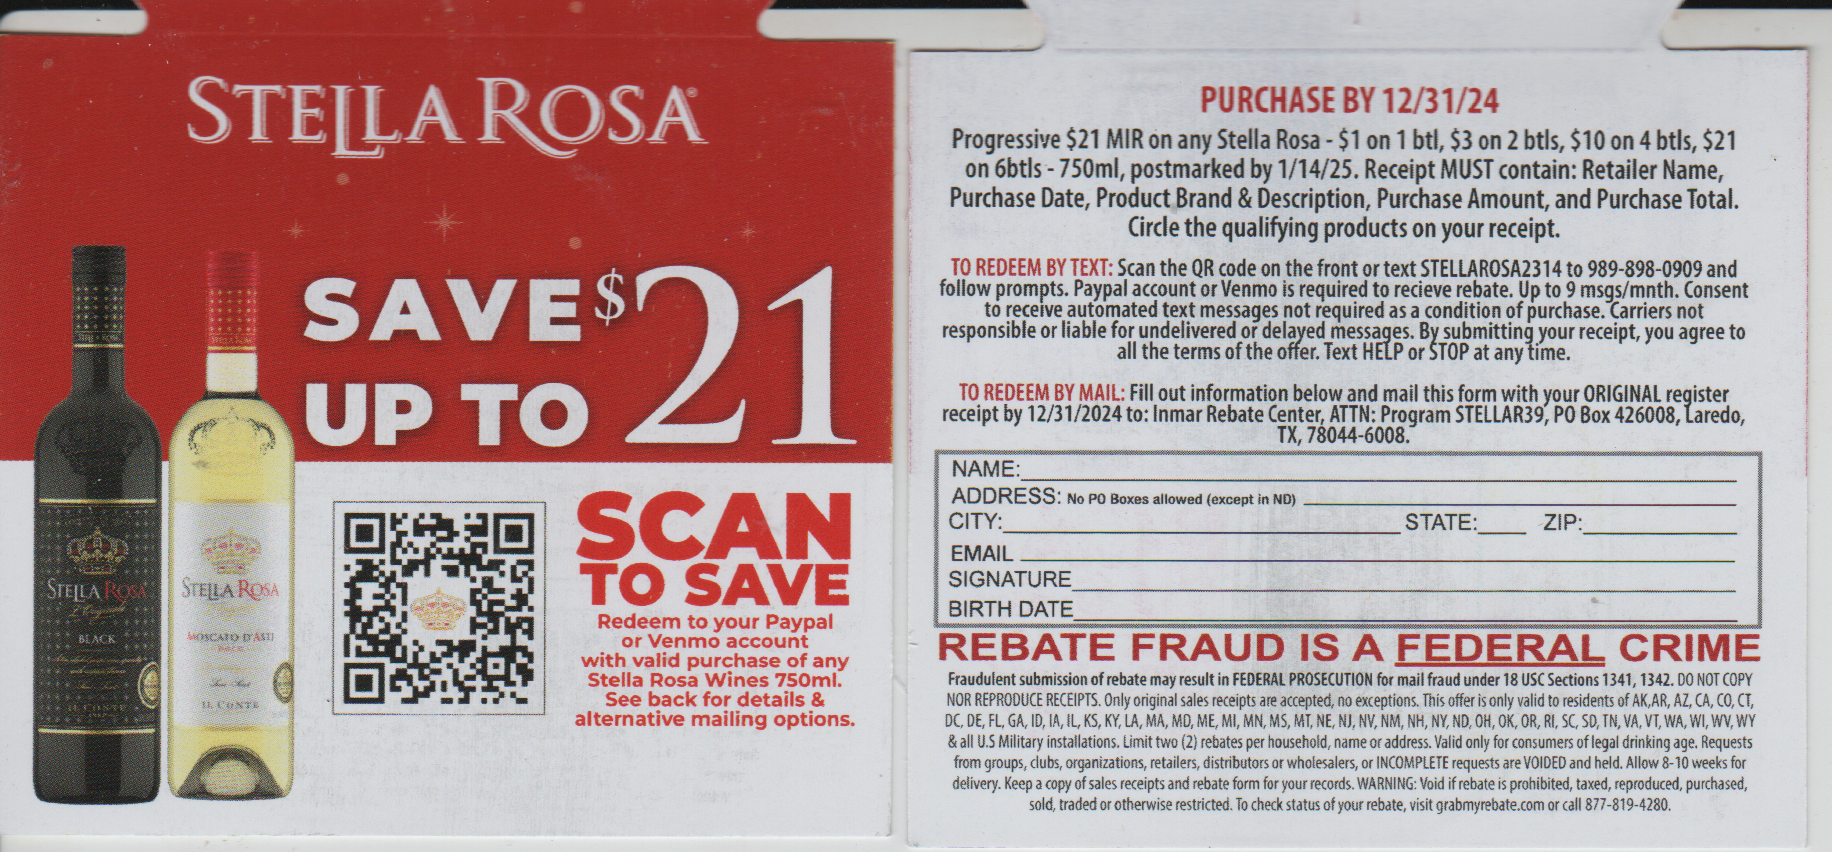 STELLA ROSA®
SAVE $21
UP TO
SCAN
TO SAVE
Redeem to your Paypal
or Venmo account
with valid purchase of any
Stella Rosa Wines 750ml.
See back for details &
alternative mailing options.
STELLA ROSA
BLACK
IL CONTE
STELLA ROSA
MOSCATO D'ASTI
IL CONTE
PURCHASE BY 12/31/24
Progressive $21 MIR on any Stella Rosa - $1 on 1 btl, $3 on 2 btls, $10 on 4 btls, $21
on 6btls - 750ml, postmarked by 1/14/25. Receipt MUST contain: Retailer Name,
Purchase Date, Product Brand & Description, Purchase Amount, and Purchase Total.
Circle the qualifying products on your receipt.
TO REDEEM BY TEXT: Scan the QR code on the front or text STELLAROSA2314 to 989-898-0909 and
follow prompts. Paypal account or Venmo is required to recieve rebate. Up to 9 msgs/mnth. Consent
to receive automated text messages not required as a condition of purchase. Carriers not
responsible or liable for undelivered or delayed messages. By submitting your receipt, you agree to
all the terms of the offer. Text HELP or STOP at any time.
TO REDEEM BY MAIL: Fill out information below and mail this form with your ORIGINAL register
receipt by 12/31/2024 to: Inmar Rebate Center, ATTN: Program STELLAR39, PO Box 426008, Laredo,
TX, 78044-6008.
NAME:
ADDRESS: No PO Boxes allowed (except in ND)
CITY: STATE: ZIP:
EMAIL
SIGNATURE
BIRTH DATE
REBATE FRAUD IS A FEDERAL CRIME
Fraudulent submission of rebate may result in FEDERAL PROSECUTION for mail fraud under 18 USC Sections 1341, 1342. DO NOT COPY
NOR REPRODUCE RECEIPTS. Only original sales receipts are accepted, no exceptions. This offer is only valid to residents of AK,AR, AZ, CA, CO, CT,
DC, DE, FL, GA, ID, IA, IL, KS, KY, LA, MA, MD, ME, MI, MN, MS, MT, NE, NJ, NV, NM, NH, NY, ND, OH, OK, OR, RI, SC, SD, TN, VA, VT, WA, WI, WV, WY
& all U.S Military installations. Limit two (2) rebates per household, name or address. Valid only for consumers of legal drinking age. Requests
from groups, clubs, organizations, retailers, distributors or wholesalers, or INCOMPLETE requests are VOIDED and held. Allow 8-10 weeks for
delivery. Keep a copy of sales receipts and rebate form for your records. WARNING: Void if rebate is prohibited, taxed, reproduced, purchased,
sold, traded or otherwise restricted. To check status of your rebate, visit grabmyrebate.com or call 877-819-4280.